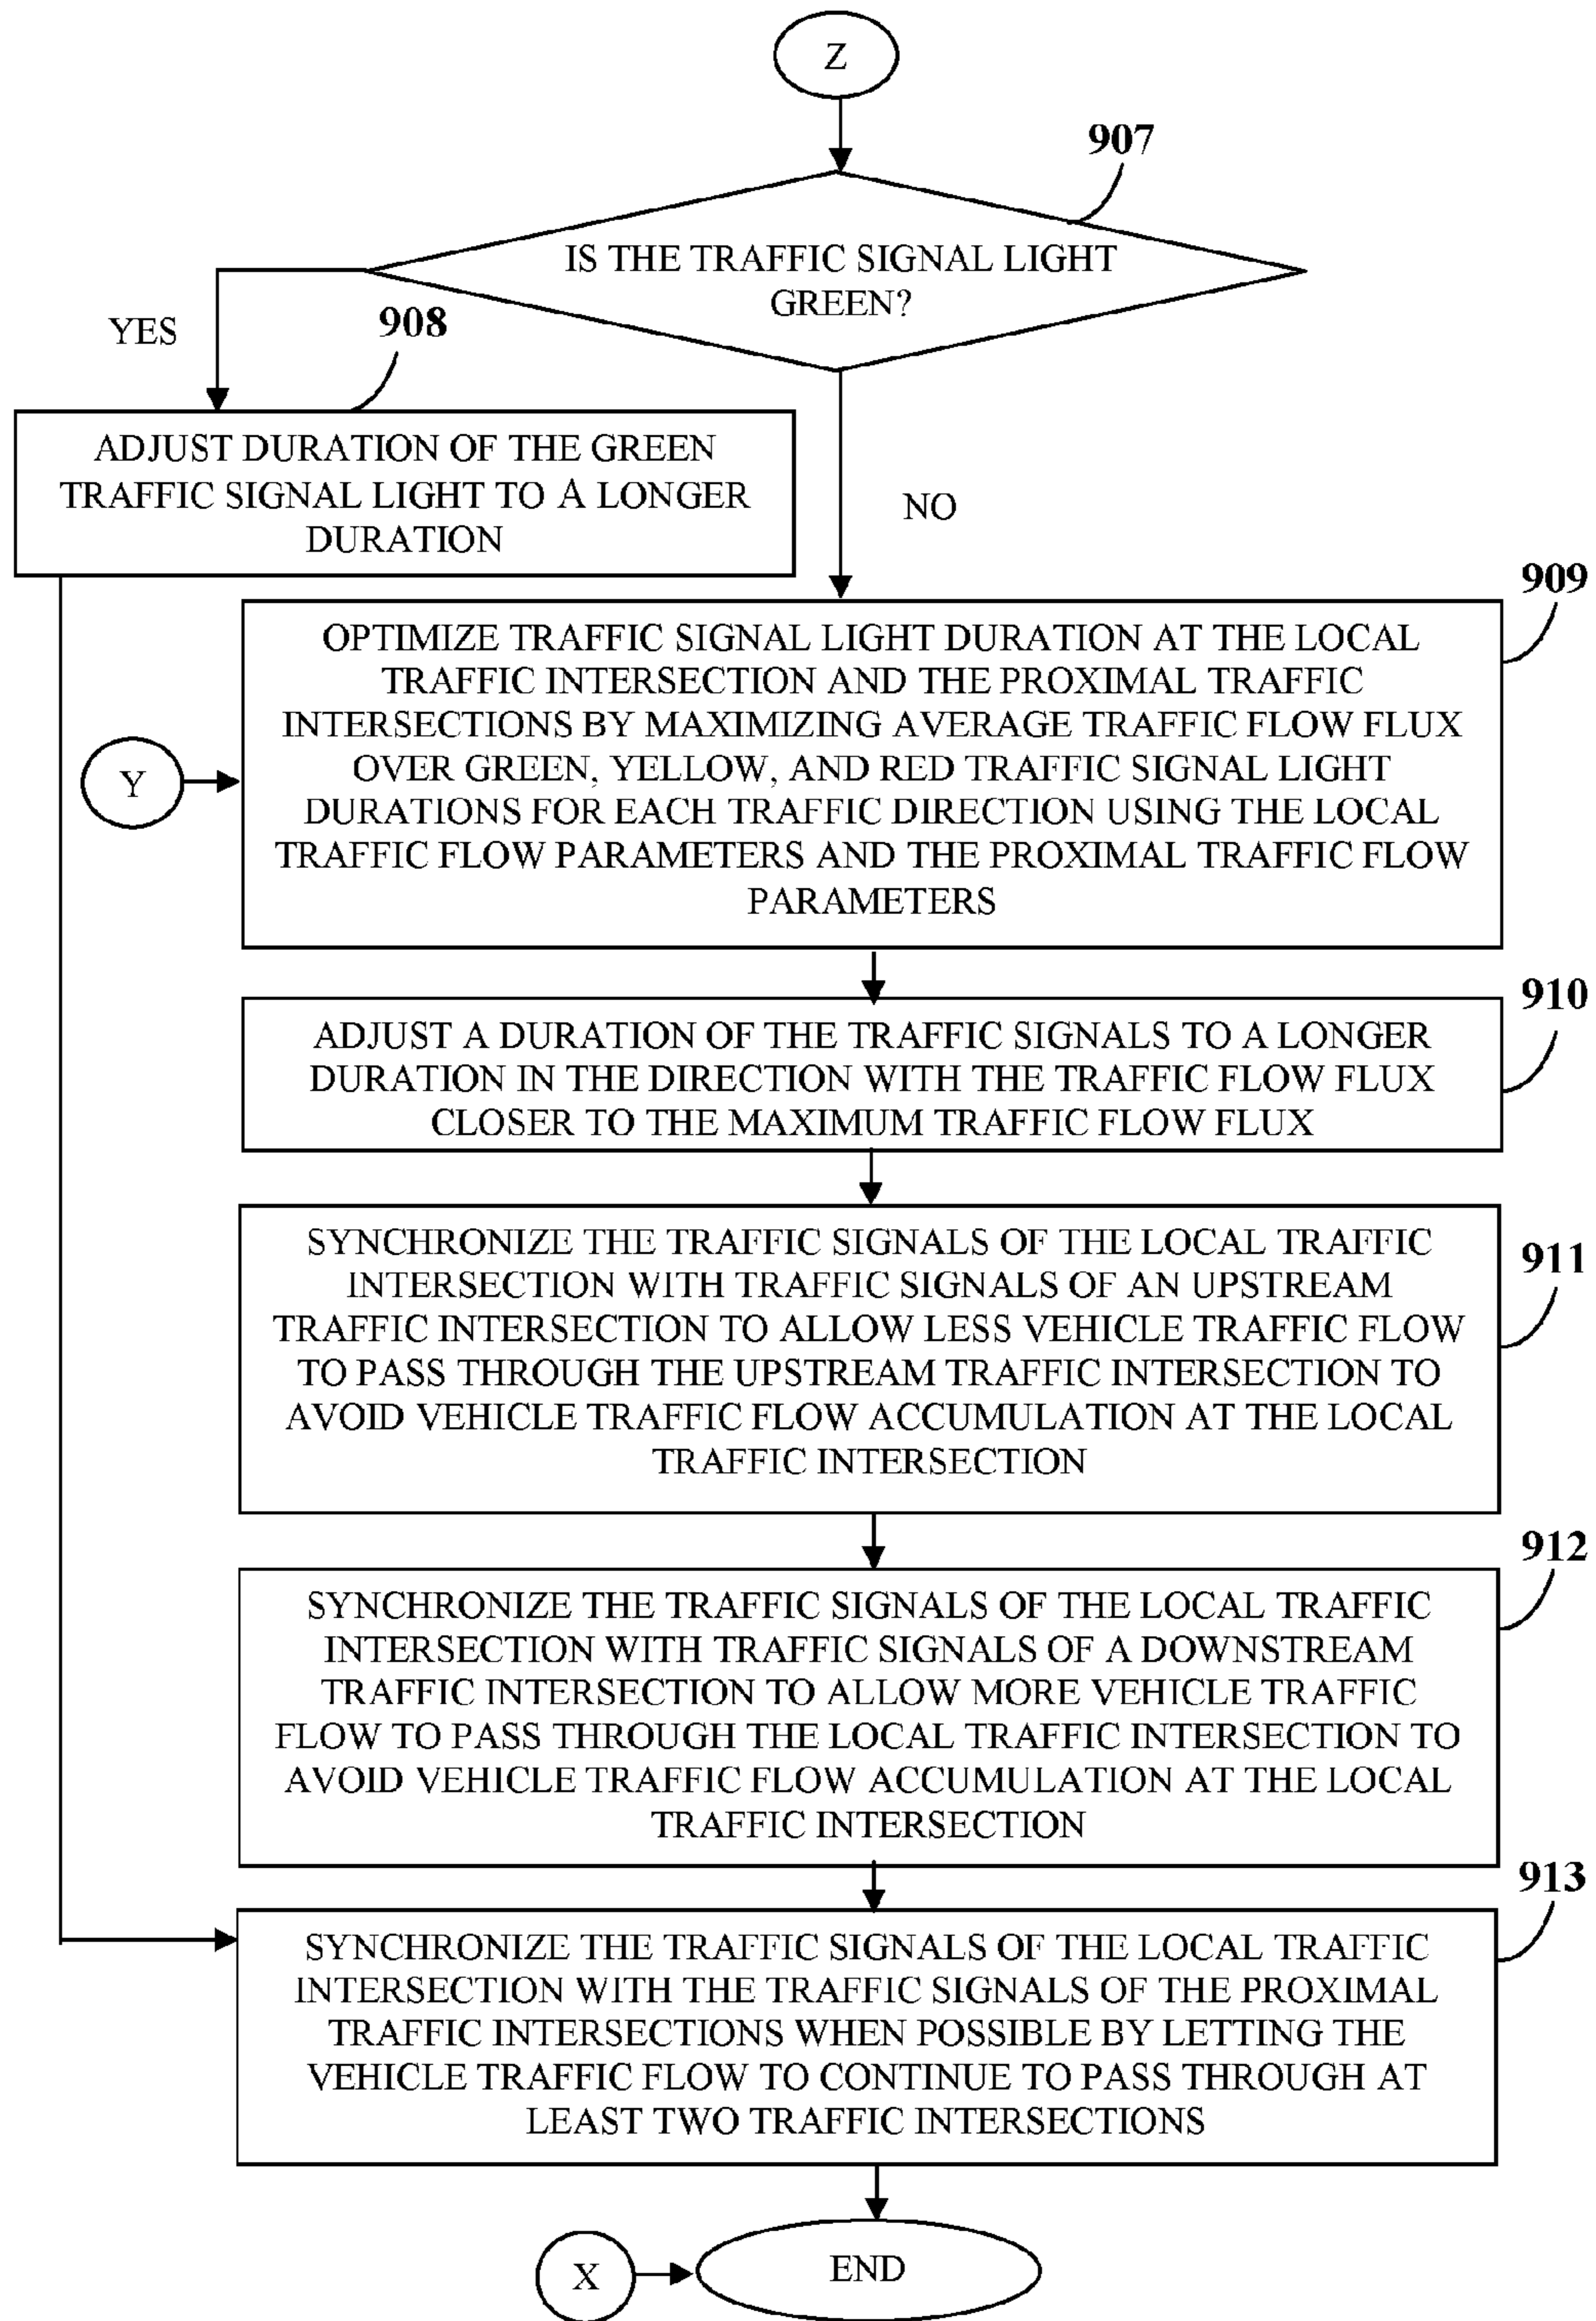 Z
907
IS THE TRAFFIC SIGNAL LIGHT
GREEN?
YES
908
ADJUST DURATION OF THE GREEN
TRAFFIC SIGNAL LIGHT TO A LONGER
DURATION
NO
909
OPTIMIZE TRAFFIC SIGNAL LIGHT DURATION AT THE LOCAL
TRAFFIC INTERSECTION AND THE PROXIMAL TRAFFIC
INTERSECTIONS BY MAXIMIZING AVERAGE TRAFFIC FLOW FLUX
OVER GREEN, YELLOW, AND RED TRAFFIC SIGNAL LIGHT
DURATIONS FOR EACH TRAFFIC DIRECTION USING THE LOCAL
TRAFFIC FLOW PARAMETERS AND THE PROXIMAL TRAFFIC FLOW
PARAMETERS
Y
910
ADJUST A DURATION OF THE TRAFFIC SIGNALS TO A LONGER
DURATION IN THE DIRECTION WITH THE TRAFFIC FLOW FLUX
CLOSER TO THE MAXIMUM TRAFFIC FLOW FLUX
911
SYNCHRONIZE THE TRAFFIC SIGNALS OF THE LOCAL TRAFFIC
INTERSECTION WITH TRAFFIC SIGNALS OF AN UPSTREAM
TRAFFIC INTERSECTION TO ALLOW LESS VEHICLE TRAFFIC FLOW
TO PASS THROUGH THE UPSTREAM TRAFFIC INTERSECTION TO
AVOID VEHICLE TRAFFIC FLOW ACCUMULATION AT THE LOCAL
TRAFFIC INTERSECTION
912
SYNCHRONIZE THE TRAFFIC SIGNALS OF THE LOCAL TRAFFIC
INTERSECTION WITH TRAFFIC SIGNALS OF A DOWNSTREAM
TRAFFIC INTERSECTION TO ALLOW MORE VEHICLE TRAFFIC
FLOW TO PASS THROUGH THE LOCAL TRAFFIC INTERSECTION TO
AVOID VEHICLE TRAFFIC FLOW ACCUMULATION AT THE LOCAL
TRAFFIC INTERSECTION
913
SYNCHRONIZE THE TRAFFIC SIGNALS OF THE LOCAL TRAFFIC
INTERSECTION WITH THE TRAFFIC SIGNALS OF THE PROXIMAL
TRAFFIC INTERSECTIONS WHEN POSSIBLE BY LETTING THE
VEHICLE TRAFFIC FLOW TO CONTINUE TO PASS THROUGH AT
LEAST TWO TRAFFIC INTERSECTIONS
X
END